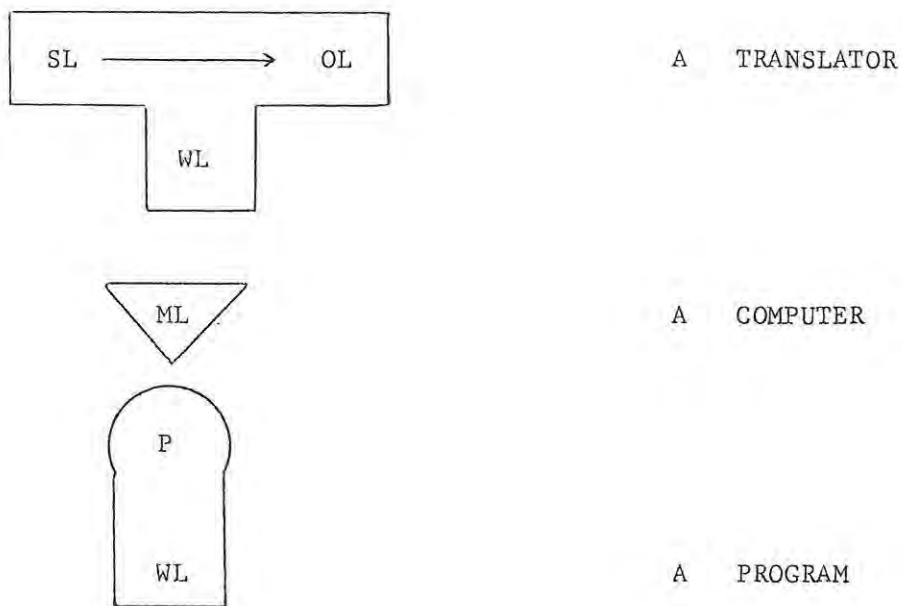 SL → OL A TRANSLATOR
WL
ML A COMPUTER
P
WL A PROGRAM